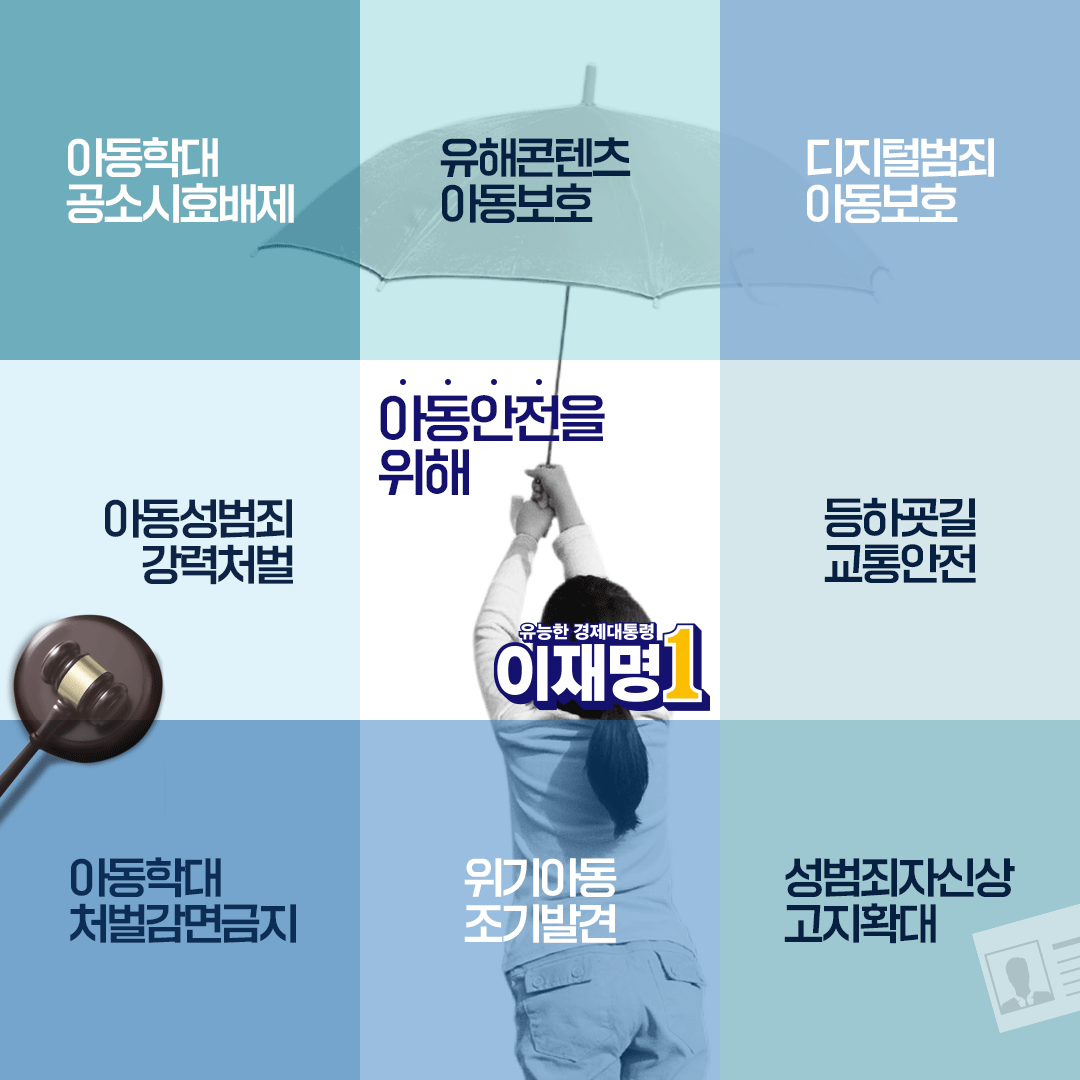 아동학대
공소시효배제
유해콘텐츠
아동보호
디지털범죄
아동보호
아동성범죄
강력처벌
아동안전을
위해
유능한 경제대통령
이재명1
등하굣길
교통안전
아동학대
처벌감면금지
위기아동
조기발견
성범죄자신상
고지확대